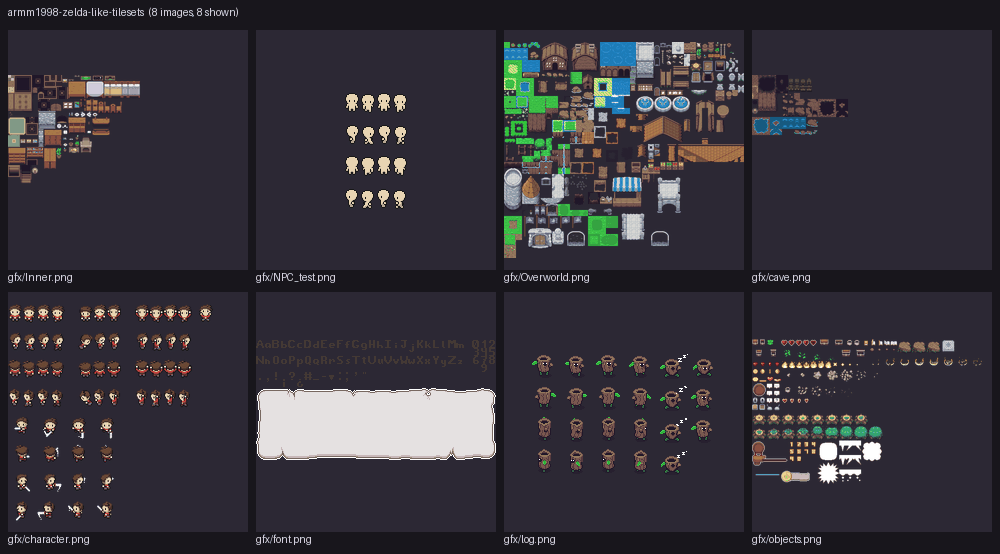 armm1998-zelda-like-tilesets (8 images, 8 shown)
gfx/Inner.png
gfx/NPC_test.png
gfx/Overworld.png
gfx/cave.png
AaBbCcDdEeFfGgHhIiJjKkLlMm 012
NnOoPpQqRrSsTtUuVvWwXxYyZz
gfx/character.png
gfx/font.png
gfx/log.png
gfx/objects.png